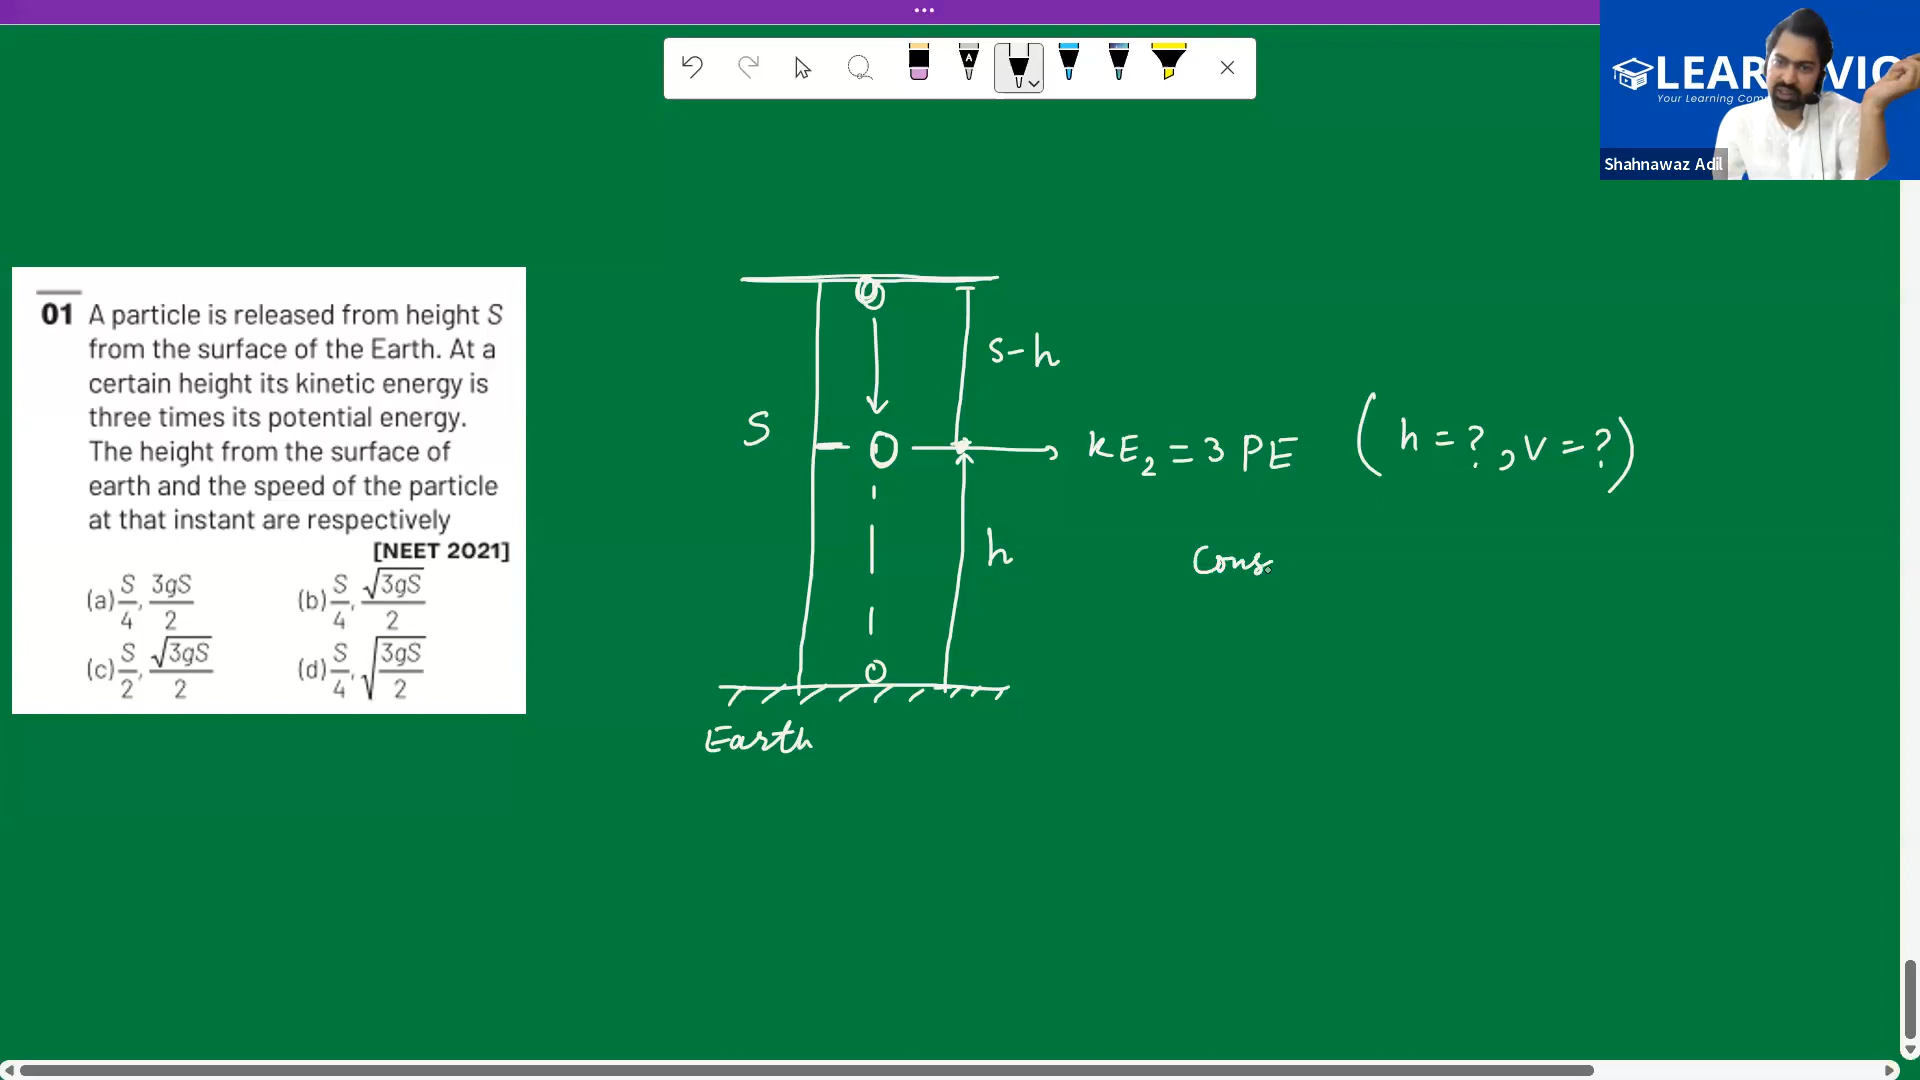 ...
LEAR VIO
Your Learning Com
Shahnawaz Adil
01 A particle is released from height S
from the surface of the Earth. At a
certain height its kinetic energy is
three times its potential energy.
The height from the surface of
earth and the speed of the particle
at that instant are respectively
[NEET 2021]
(a) S/4, 3gS/2 (b) S/4, √3gS/2
(c) S/2, √3gS/2 (d) S/4, √(3gS/2)
S-h
S
KE₂ = 3 PE (h = ?, v = ?)
h
Cons
Earth